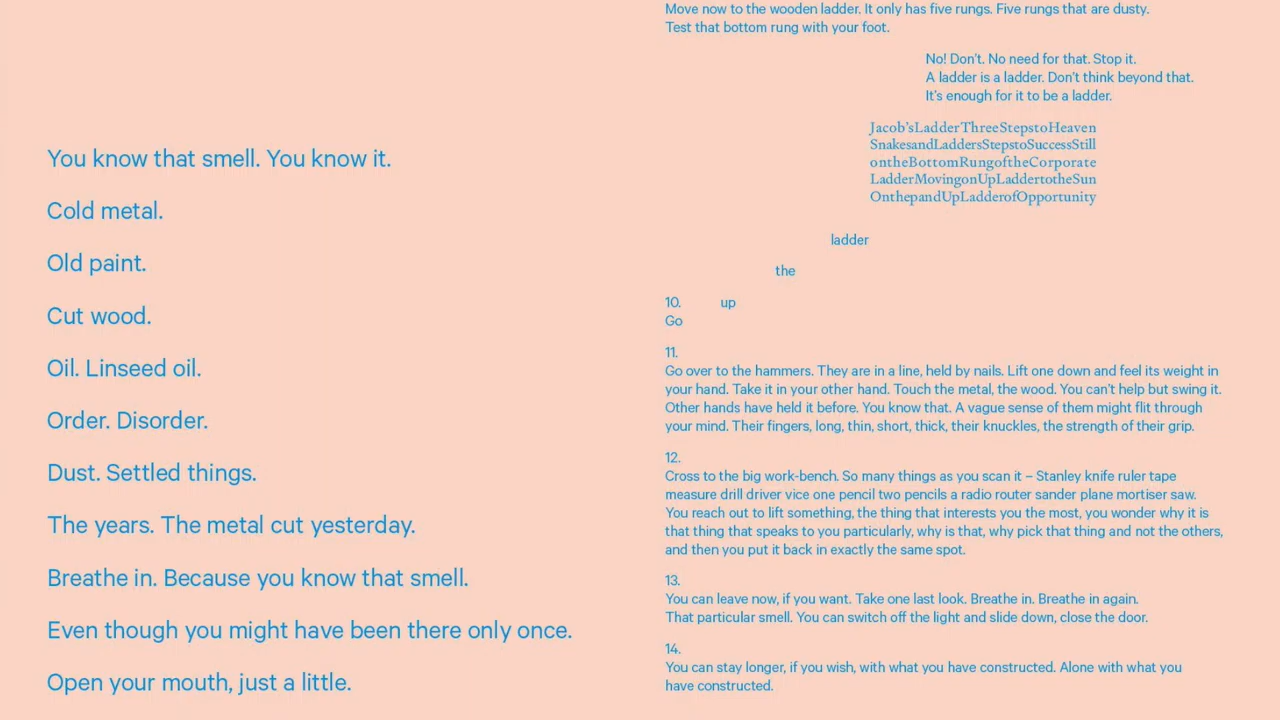 You know that smell. You know it.
Cold metal.
Old paint.
Cut wood.
Oil. Linseed oil.
Order. Disorder.
Dust. Settled things.
The years. The metal cut yesterday.
Breathe in. Because you know that smell.
Even though you might have been there only once.
Open your mouth, just a little.
Move now to the wooden ladder. It only has five rungs. Five rungs that are dusty.
Test that bottom rung with your foot.
No! Don't. No need for that. Stop it.
A ladder is a ladder. Don't think beyond that.
It's enough for it to be a ladder.
Jacob'sLadderThreeStepstoHeaven
SnakesandLaddersStepstoSuccessStill
ontheBottomRungoftheCorporate
LadderMovingonUpLaddertotheSun
OnthepandUpLadderofOpportunity
ladder
the
10. up
Go
11.
Go over to the hammers. They are in a line, held by nails. Lift one down and feel its weight in
your hand. Take it in your other hand. Touch the metal, the wood. You can't help but swing it.
Other hands have held it before. You know that. A vague sense of them might flit through
your mind. Their fingers, long, thin, short, thick, their knuckles, the strength of their grip.
12.
Cross to the big work-bench. So many things as you scan it – Stanley knife ruler tape
measure drill driver vice one pencil two pencils a radio router sander plane mortiser saw.
You reach out to lift something, the thing that interests you the most, you wonder why it is
that thing that speaks to you particularly, why is that, why pick that thing and not the others,
and then you put it back in exactly the same spot.
13.
You can leave now, if you want. Take one last look. Breathe in. Breathe in again.
That particular smell. You can switch off the light and slide down, close the door.
14.
You can stay longer, if you wish, with what you have constructed. Alone with what you
have constructed.